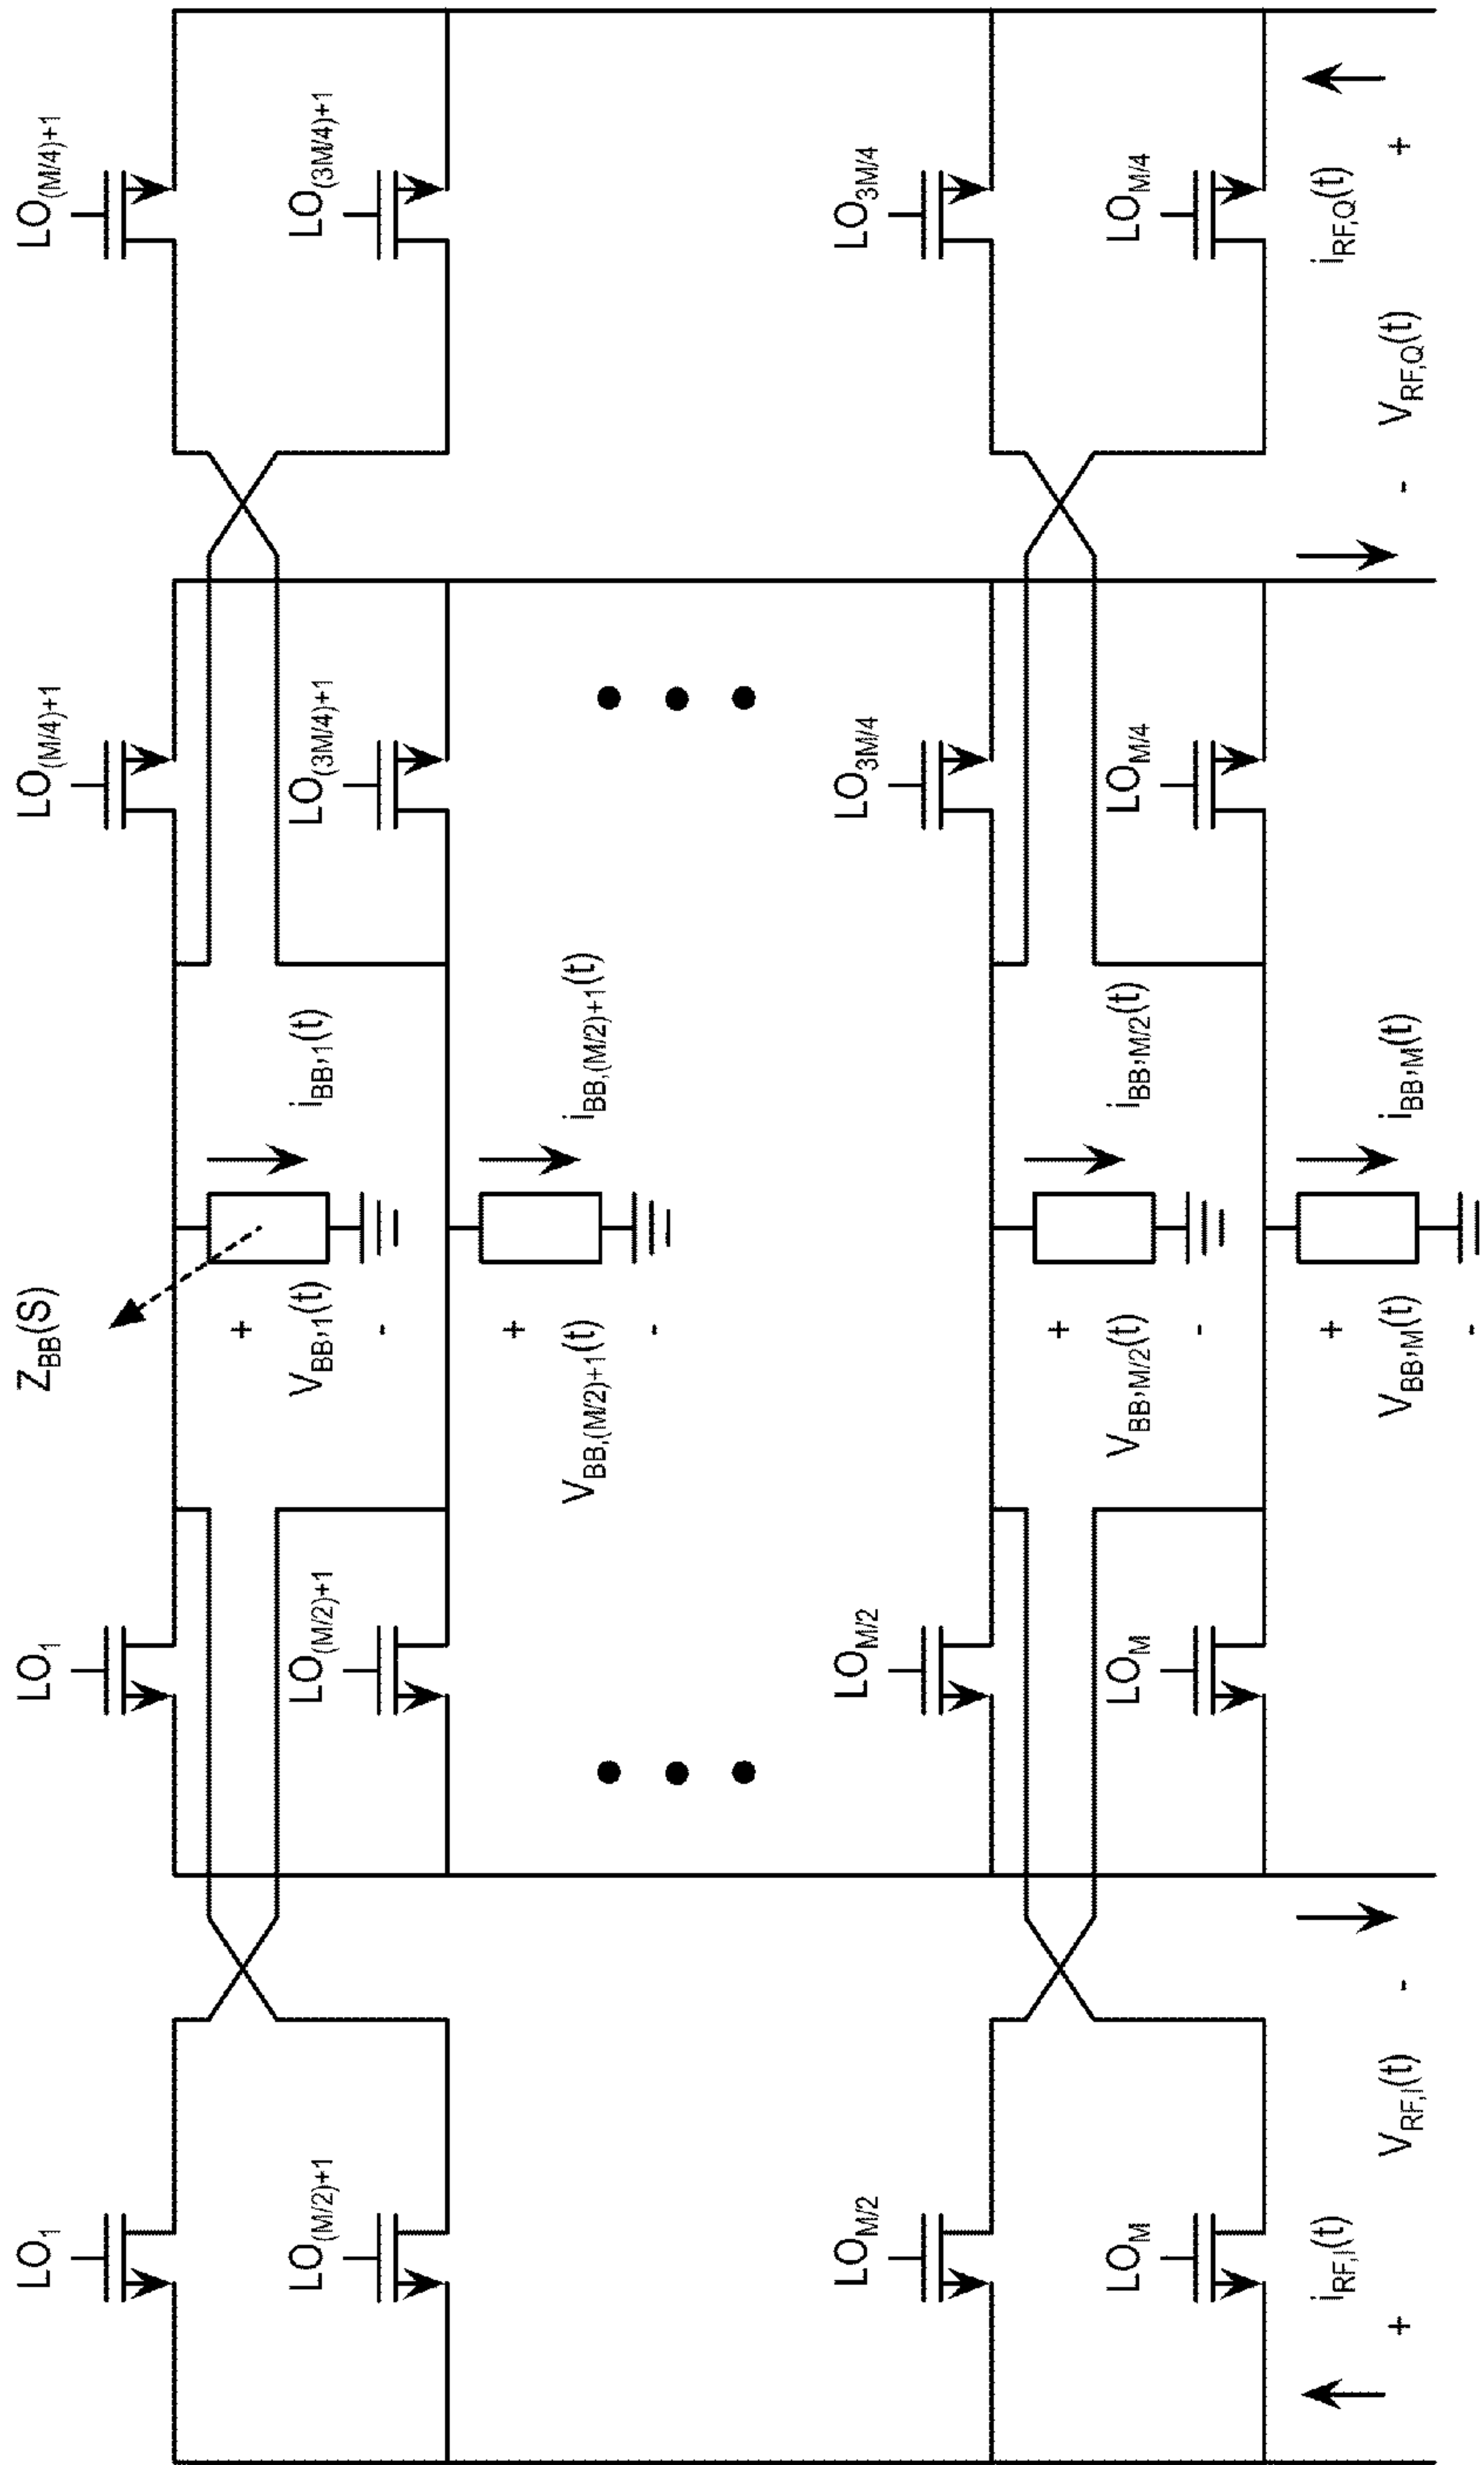 LO(M/4)+1
LO(3M/4)+1
LO3M/4
LOM/4
iRF,Q(t)
+
VRF,Q(t)
-
LO(M/4)+1
LO(3M/4)+1
LO3M/4
LOM/4
iBB,1(t)
iBB,(M/2)+1(t)
iBB,M/2(t)
iBB,M(t)
ZBB(S)
+
VBB,1(t)
-
+
VBB,(M/2)+1(t)
-
+
VBB,M/2(t)
-
+
VBB,M(t)
-
LO1
LO(M/2)+1
LOM/2
LOM
-
VRF,I(t)
LO1
LO(M/2)+1
LOM/2
LOM
iRF,I(t)
+